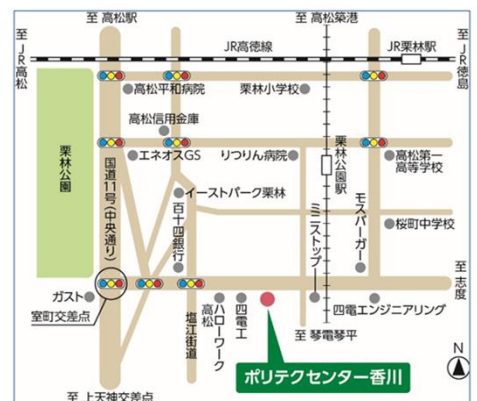 至 高松駅
至 高松築港
至 JR高松
JR高徳線
JR栗林駅
至 JR徳島
高松平和病院
栗林小学校
高松信用金庫
栗林公園
国道11号(中央通り)
エネオスGS
りつりん病院
栗林公園駅
高松第一
高等学校
イーストパーク栗林
百十四銀行
ミニストップ
モスバーガー
桜町中学校
至 志度
ガスト
室町交差点
塩江街道
ハローワーク
高松
四電工
四電エンジニアリング
至 琴電琴平
N
ポリテクセンター香川
至 上天神交差点